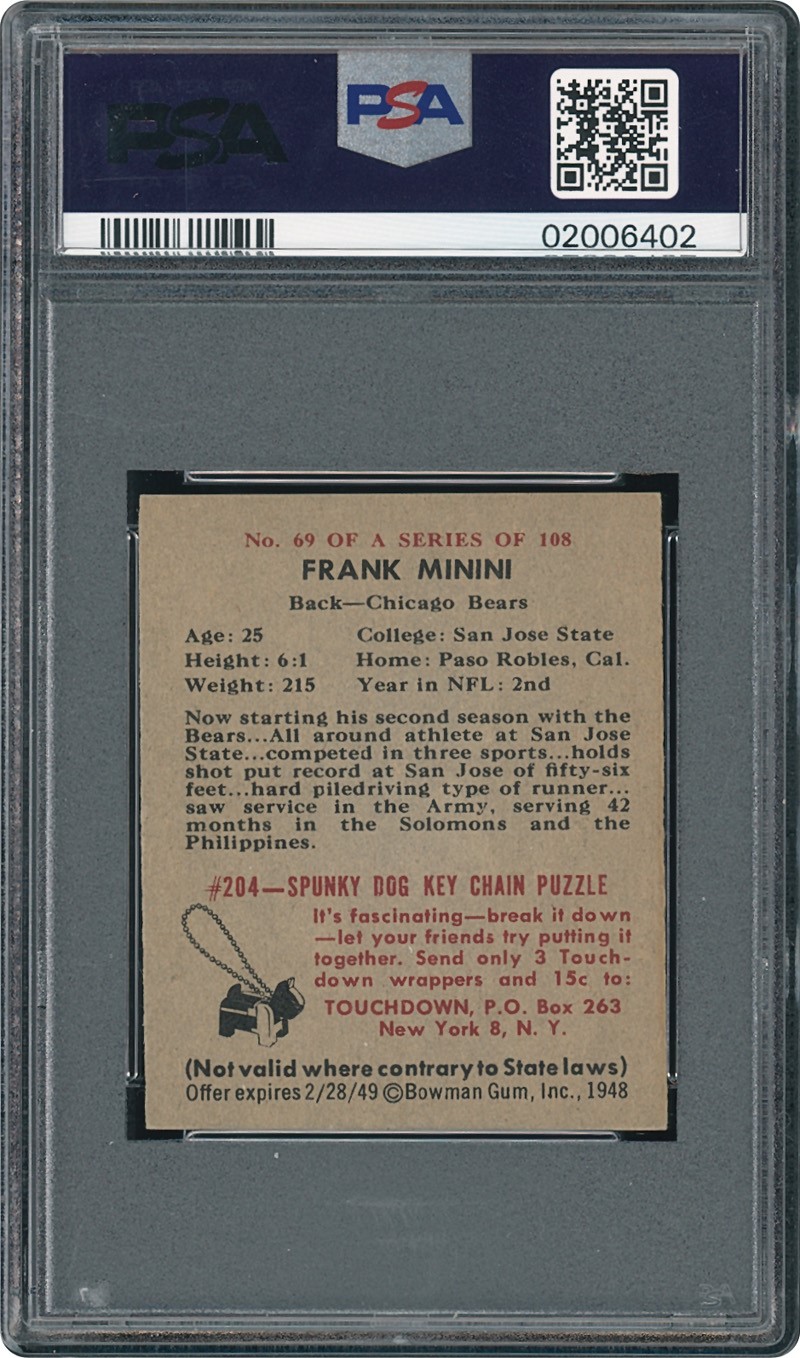 PSA
PSA
02006402
No. 69 OF A SERIES OF 108
FRANK MININI
Back—Chicago Bears
Age: 25 College: San Jose State
Height: 6:1 Home: Paso Robles, Cal.
Weight: 215 Year in NFL: 2nd
Now starting his second season with the
Bears...All around athlete at San Jose
State...competed in three sports...holds
shot put record at San Jose of fifty-six
feet...hard piledriving type of runner...
saw service in the Army, serving 42
months in the Solomons and the
Philippines.
#204—SPUNKY DOG KEY CHAIN PUZZLE
It's fascinating—break it down
—let your friends try putting it
together. Send only 3 Touch-
down wrappers and 15c to:
TOUCHDOWN, P.O. Box 263
New York 8, N. Y.
(Not valid where contrary to State laws)
Offer expires 2/28/49 ©Bowman Gum, Inc., 1948